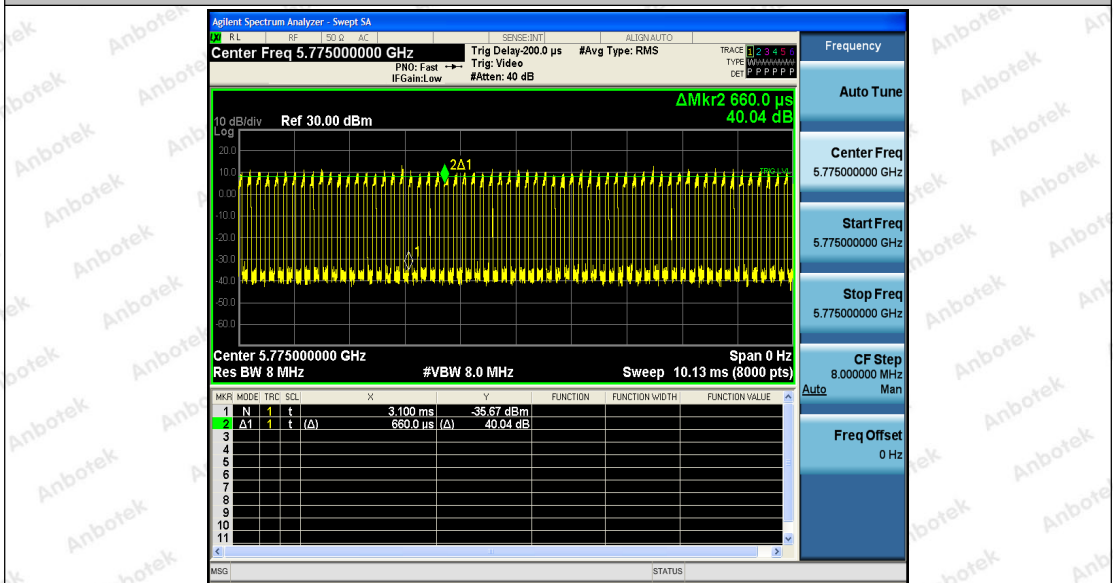 Agilent Spectrum Analyzer - Swept SA
LXI RL RF 50 Ω AC SENSE:INT ALIGN AUTO
Center Freq 5.775000000 GHz
PNO: Fast
IFGain:Low
Trig Delay-200.0 µs
Trig: Video
#Atten: 40 dB
#Avg Type: RMS
TRACE 1 2 3 4 5 6
TYPE WWWWWW
DET P P P P P P
ΔMkr2 660.0 µs
40.04 dB
10 dB/div Ref 30.00 dBm
Log
20.0
10.0
0.00
-10.0
-20.0
-30.0
-40.0
-50.0
-60.0
2Δ1
TRIG LVL
1
Center 5.775000000 GHz Span 0 Hz
Res BW 8 MHz #VBW 8.0 MHz Sweep 10.13 ms (8000 pts)
MKR MODE TRC SCL X Y FUNCTION FUNCTION WIDTH FUNCTION VALUE
1 N 1 t 3.100 ms -35.67 dBm
2 Δ1 1 t (Δ) 660.0 µs (Δ) 40.04 dB
3
4
5
6
7
8
9
10
11
MSG STATUS
Frequency
Auto Tune
Center Freq
5.775000000 GHz
Start Freq
5.775000000 GHz
Stop Freq
5.775000000 GHz
CF Step
8.000000 MHz
Auto Man
Freq Offset
0 Hz
Anbotek